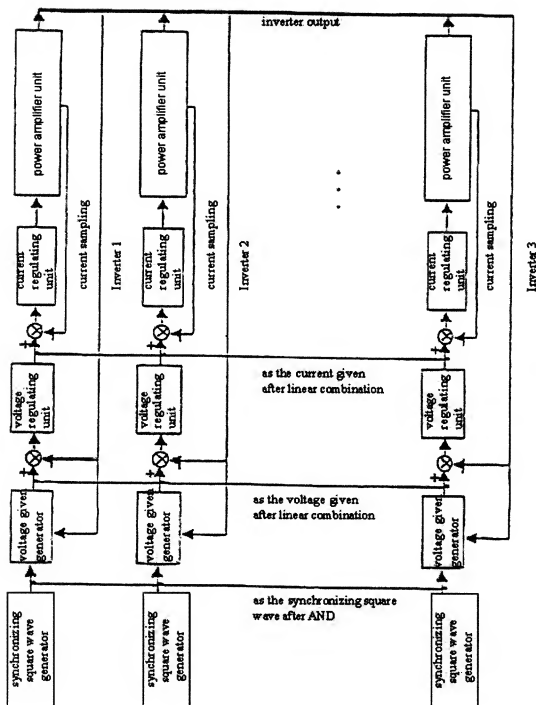 synchronizing
square wave
generator
voltage given
generator
voltage
regulating
unit
current
regulating
unit
power amplifier unit
current sampling
Inverter 1
synchronizing
square wave
generator
voltage given
generator
voltage
regulating
unit
current
regulating
unit
power amplifier unit
current sampling
Inverter 2
as the synchronizing square
wave after AND
as the voltage given
after linear combination
as the current given
after linear combination
inverter output
. . .
synchronizing
square wave
generator
voltage given
generator
voltage
regulating
unit
current
regulating
unit
power amplifier unit
current sampling
Inverter 3